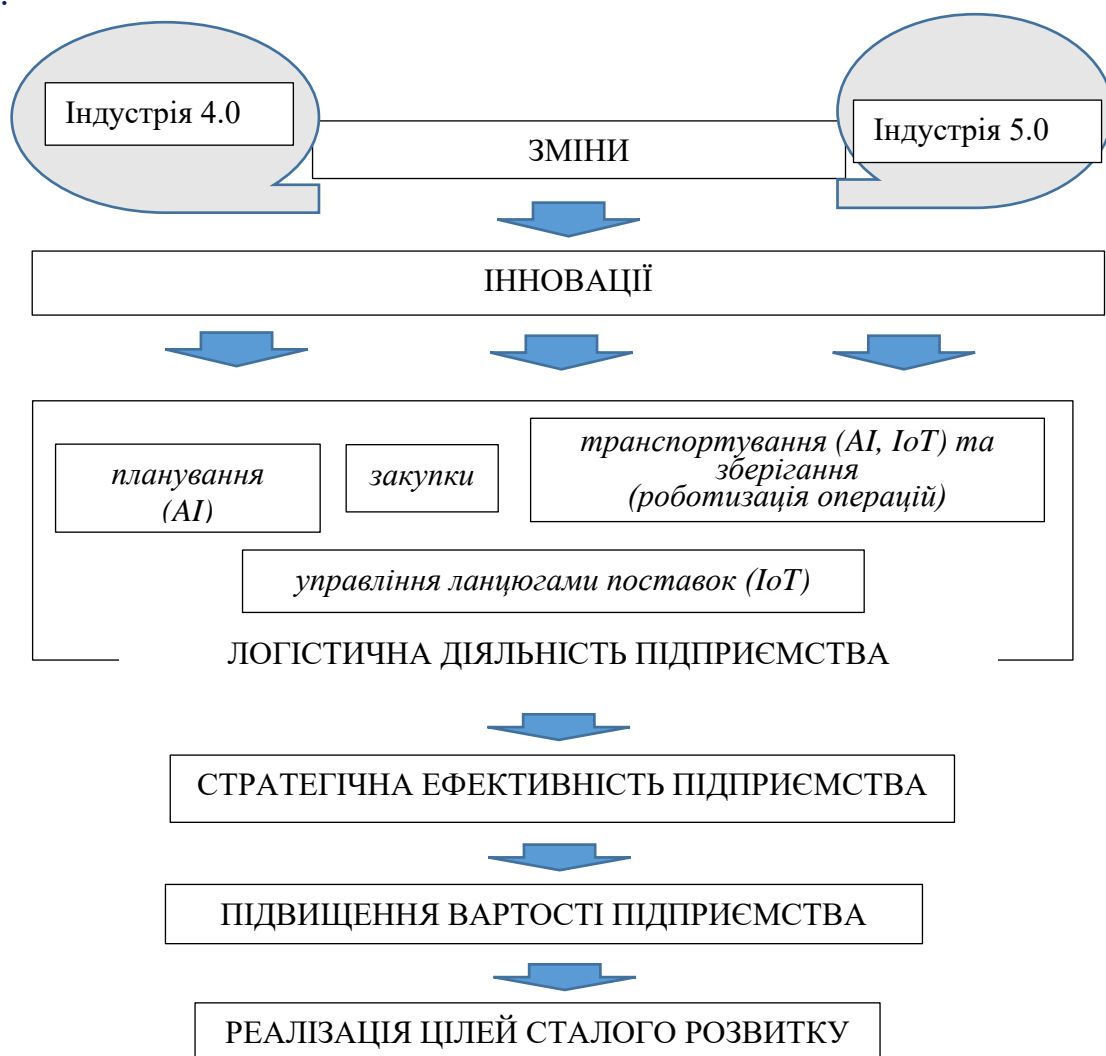 Індустрія 4.0
Індустрія 5.0
ЗМІНИ
ІННОВАЦІЇ
планування
(AI)
закупки
транспортування (AI, IoT) та
зберігання
(роботизація операцій)
управління ланцюгами поставок (IoT)
ЛОГІСТИЧНА ДІЯЛЬНІСТЬ ПІДПРИЄМСТВА
СТРАТЕГІЧНА ЕФЕКТИВНІСТЬ ПІДПРИЄМСТВА
ПІДВИЩЕННЯ ВАРТОСТІ ПІДПРИЄМСТВА
РЕАЛІЗАЦІЯ ЦІЛЕЙ СТАЛОГО РОЗВИТКУ